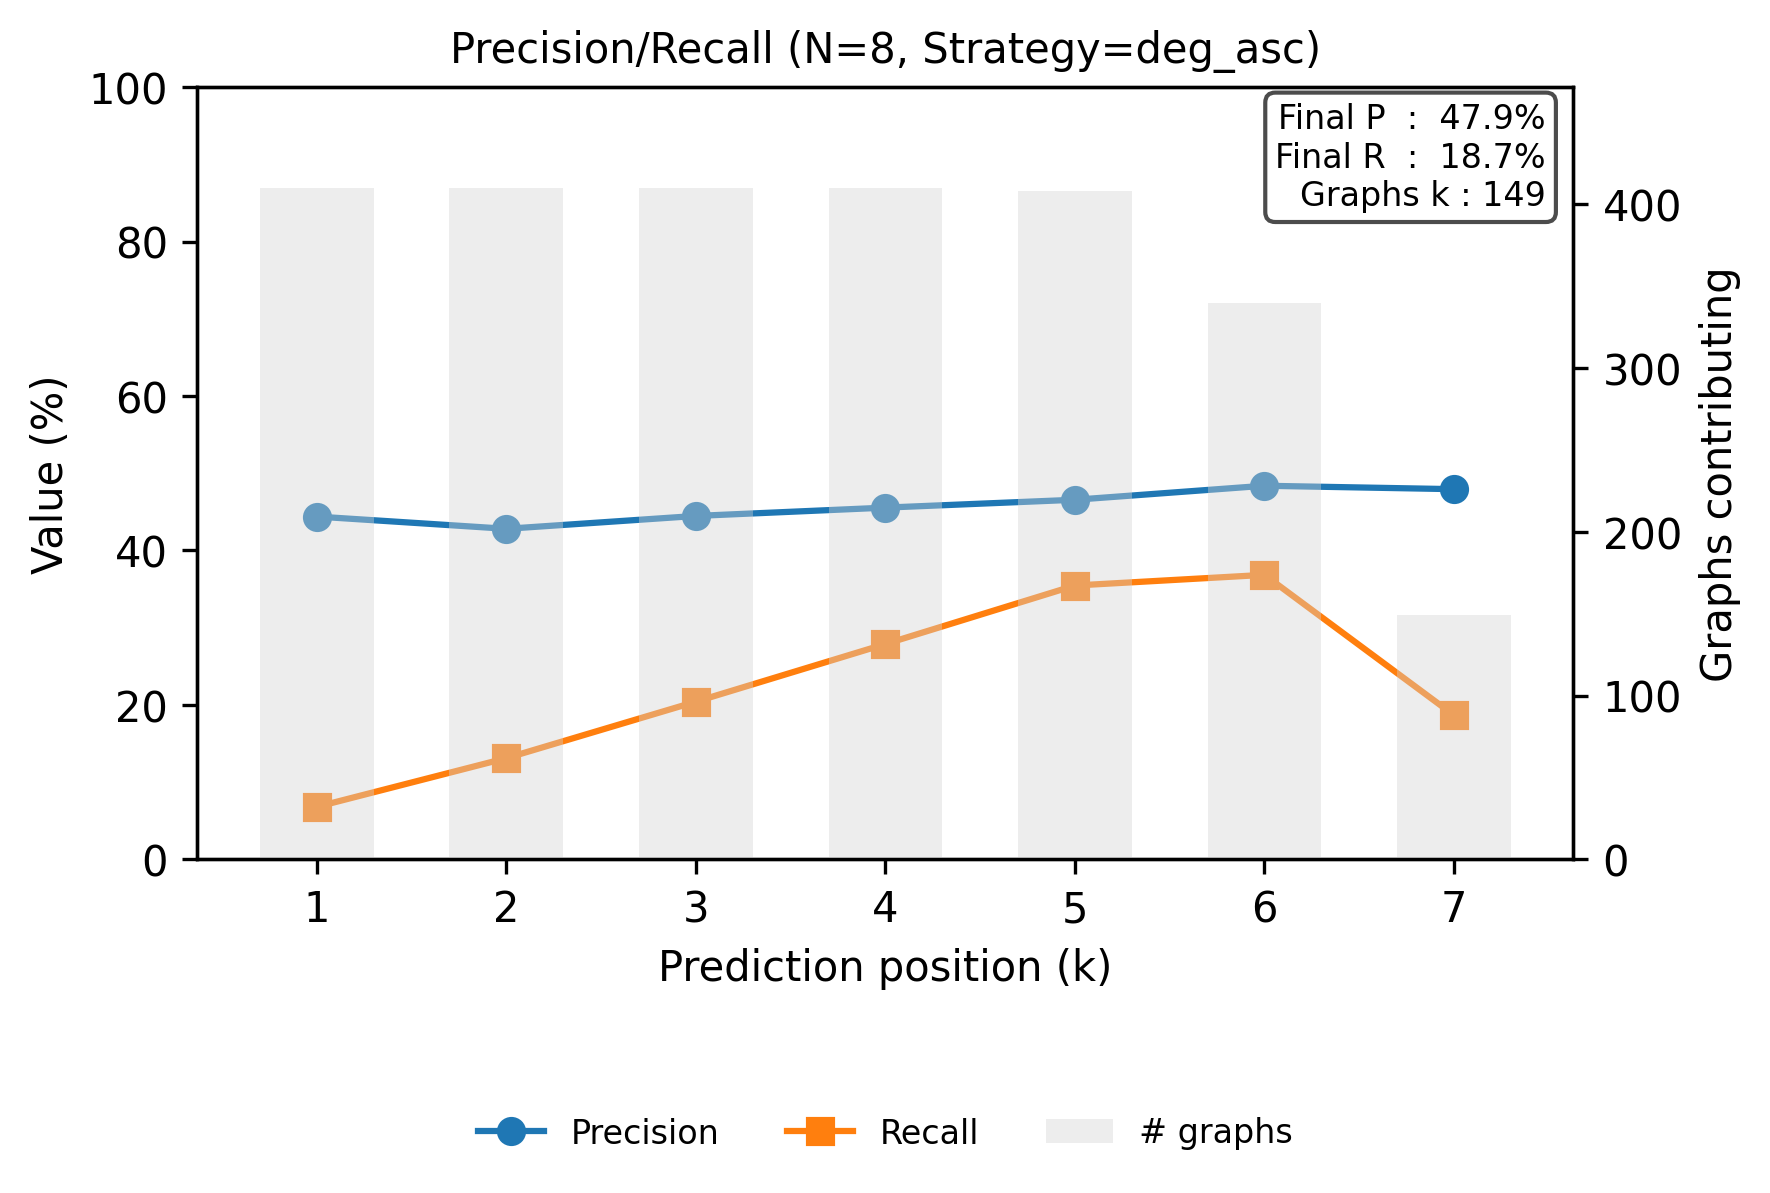 Precision/Recall (N=8, Strategy=deg_asc)
Final P : 47.9%
Final R : 18.7%
Graphs k : 149
100
80
60
40
20
0
Value (%)
400
300
200
100
0
Graphs contributing
1 2 3 4 5 6 7
Prediction position (k)
Precision Recall # graphs